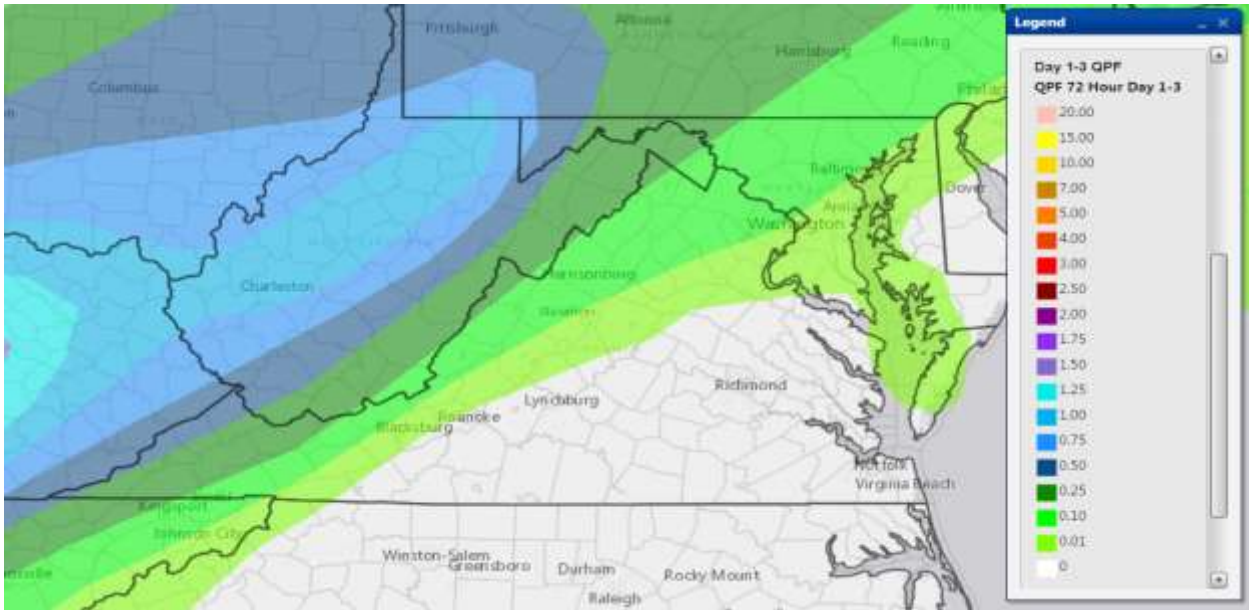 Pittsburgh
Altoona
Harrisburg
Reading
Columbus
Baltimore
Dover
Washington
Charleston
Harrisonburg
Staunton
Richmond
Lynchburg
Roanoke
Blacksburg
Norfolk
Virginia Beach
Kingsport
Johnson City
Winston-Salem
Greensboro
Durham
Rocky Mount
Raleigh
Legend
Day 1-3 QPF
QPF 72 Hour Day 1-3
20.00
15.00
10.00
7.00
5.00
4.00
3.00
2.50
2.00
1.75
1.50
1.25
1.00
0.75
0.50
0.25
0.10
0.01
0